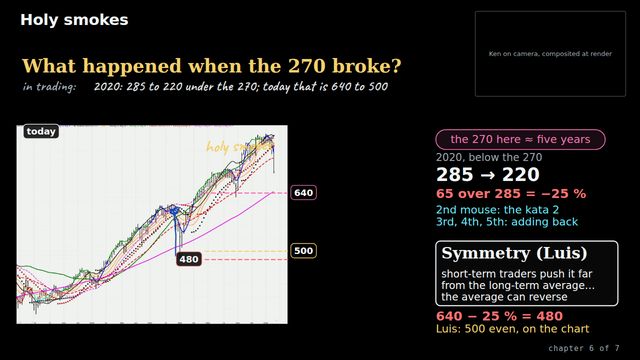 Holy smokes
Ken on camera, composited at render
What happened when the 270 broke?
in trading: 2020: 285 to 220 under the 270; today that is 640 to 500
today
holy
640
500
480
the 270 here ≈ five years
2020, below the 270
285 → 220
65 over 285 = −25 %
2nd mouse: the kata 2
3rd, 4th, 5th: adding back
Symmetry (Luis)
short-term traders push it far
from the long-term average…
the average can reverse
640 − 25 % = 480
Luis: 500 even, on the chart
chapter 6 of 7